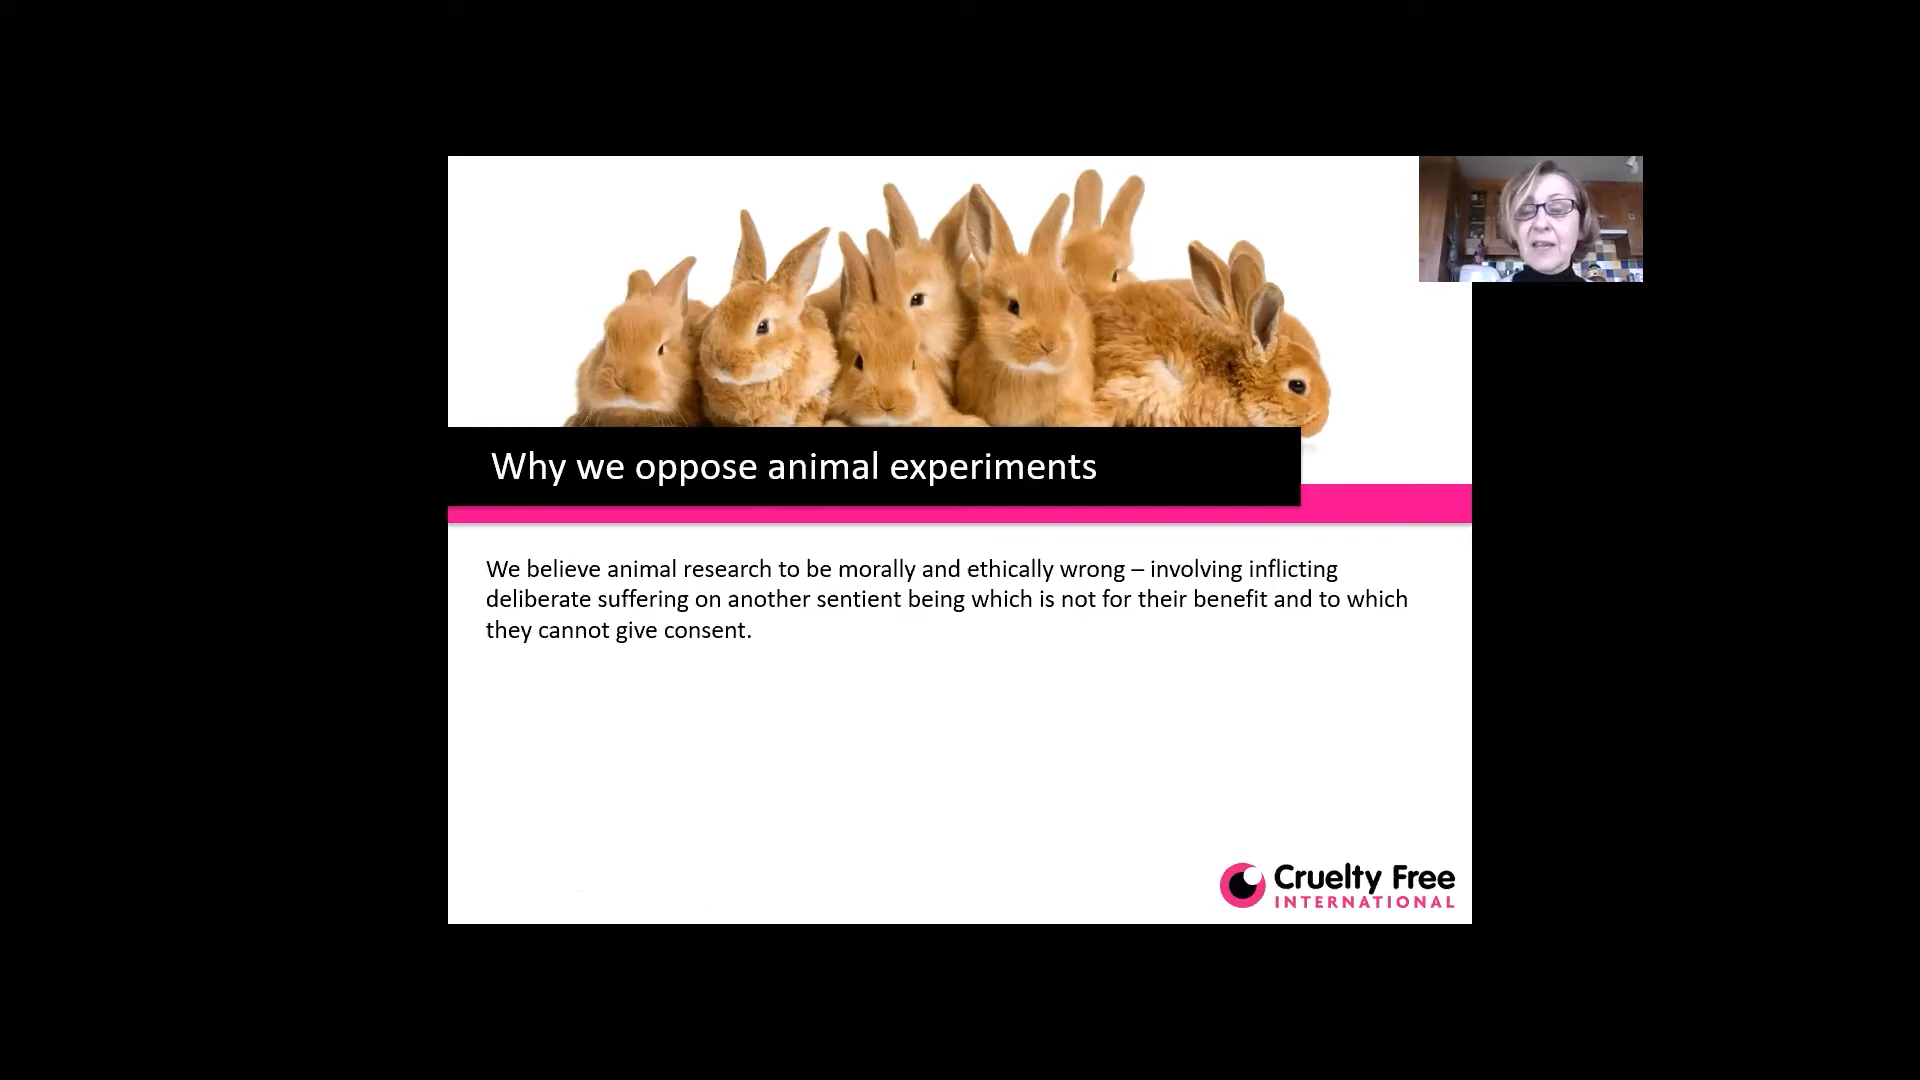 Why we oppose animal experiments
We believe animal research to be morally and ethically wrong – involving inflicting
deliberate suffering on another sentient being which is not for their benefit and to which
they cannot give consent.
Cruelty Free
INTERNATIONAL